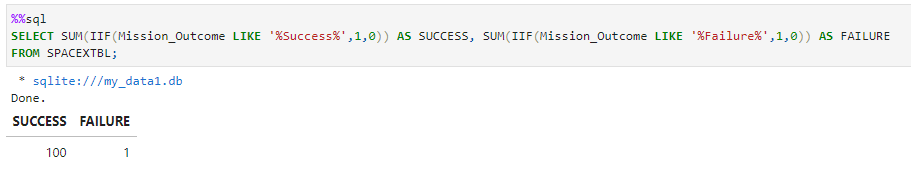 %%sql
SELECT SUM(IIF(Mission_Outcome LIKE '%Success%',1,0)) AS SUCCESS, SUM(IIF(Mission_Outcome LIKE '%Failure%',1,0)) AS FAILURE
FROM SPACEXTBL;
* sqlite:///my_data1.db
Done.
SUCCESS FAILURE
100 1